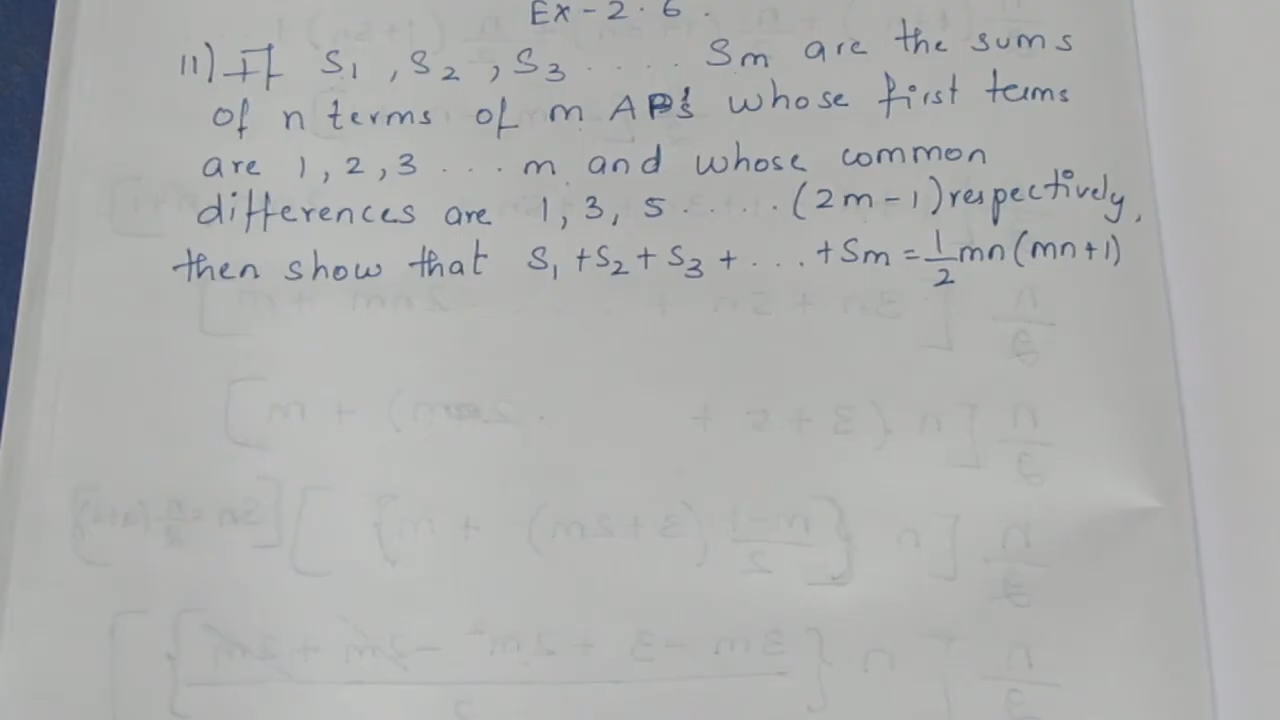 Ex - 2.6.
11) If S₁, S₂, S₃ .... Sm are the sums
of n terms of m AP's whose first terms
are 1, 2, 3 ... m and whose common
differences are 1, 3, 5 ..... (2m-1) respectively,
then show that S₁ + S₂ + S₃ + ... + Sm = 1/2 mn (mn+1)